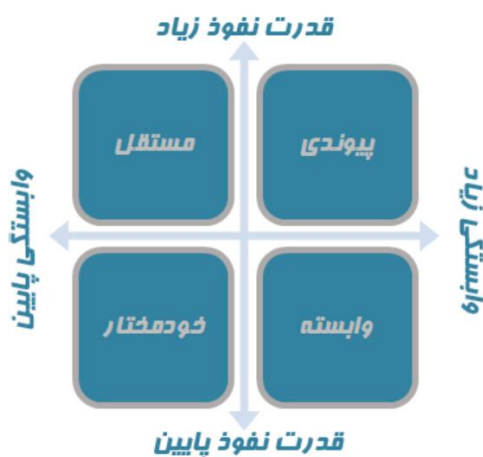 قدرت نفوذ زیاد
پیوندی
مستقل
وابستگی زیاد
وابستگی پایین
وابسته
خودمختار
قدرت نفوذ پایین